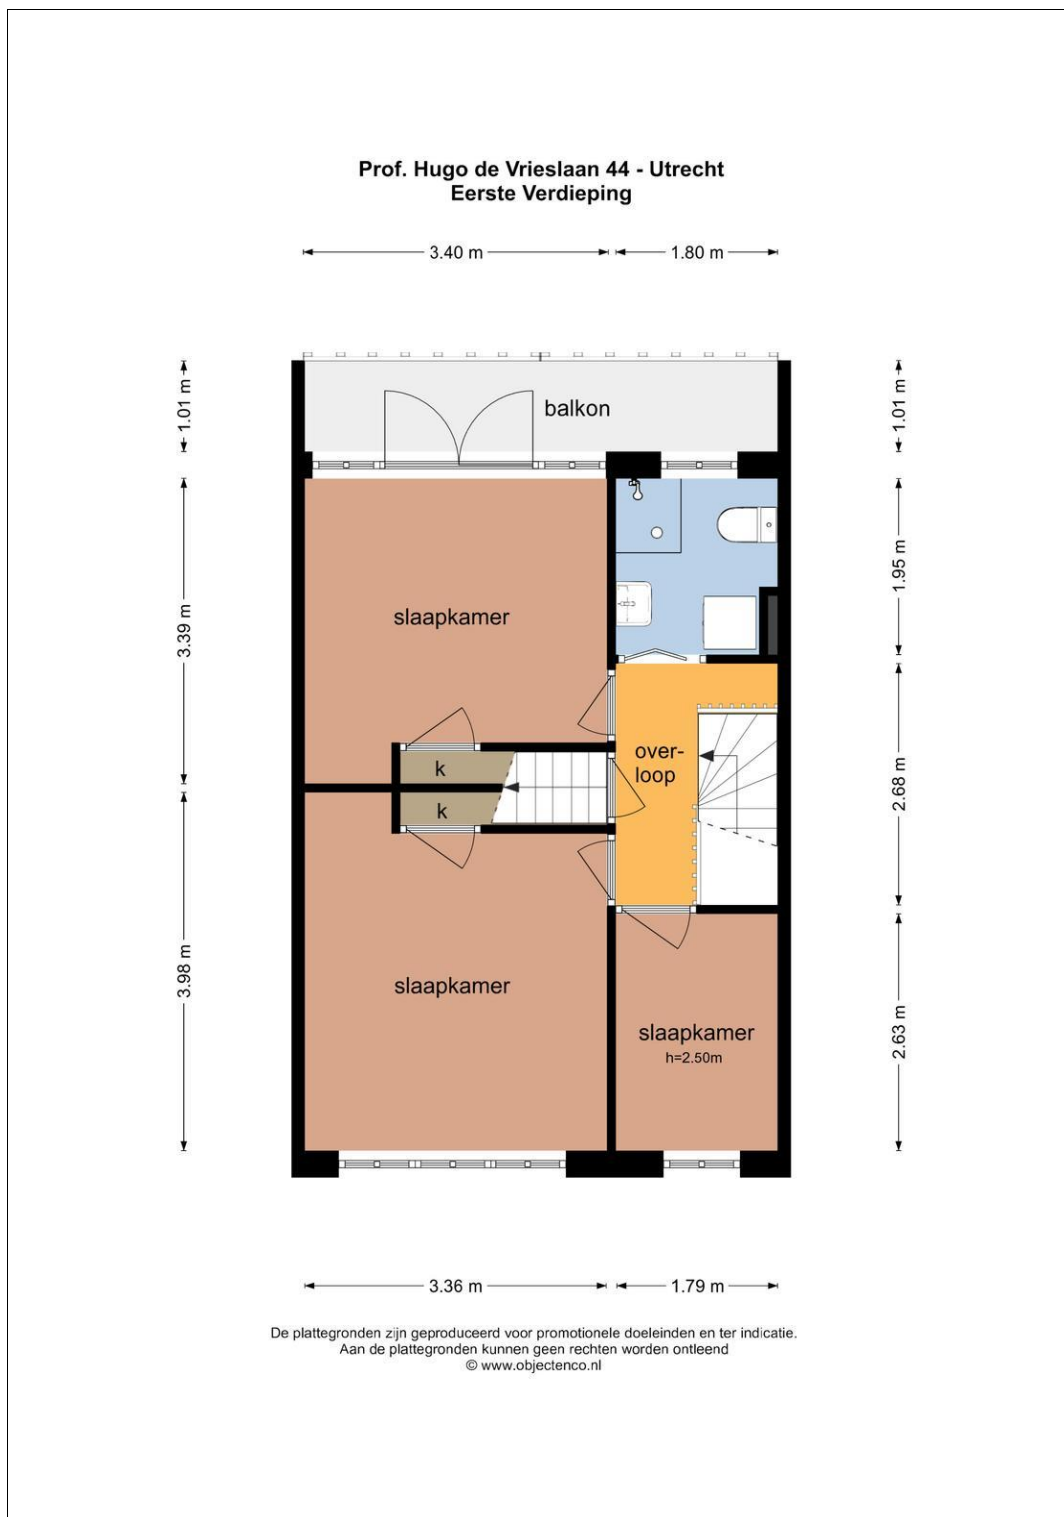 Prof. Hugo de Vrieslaan 44 - Utrecht
Eerste Verdieping
3.40 m
1.80 m
1.01 m
1.01 m
balkon
3.39 m
slaapkamer
1.95 m
k
k
over-
loop
2.68 m
3.98 m
slaapkamer
slaapkamer
h=2.50m
2.63 m
3.36 m
1.79 m
De plattegronden zijn geproduceerd voor promotionele doeleinden en ter indicatie.
Aan de plattegronden kunnen geen rechten worden ontleend
© www.objectenco.nl